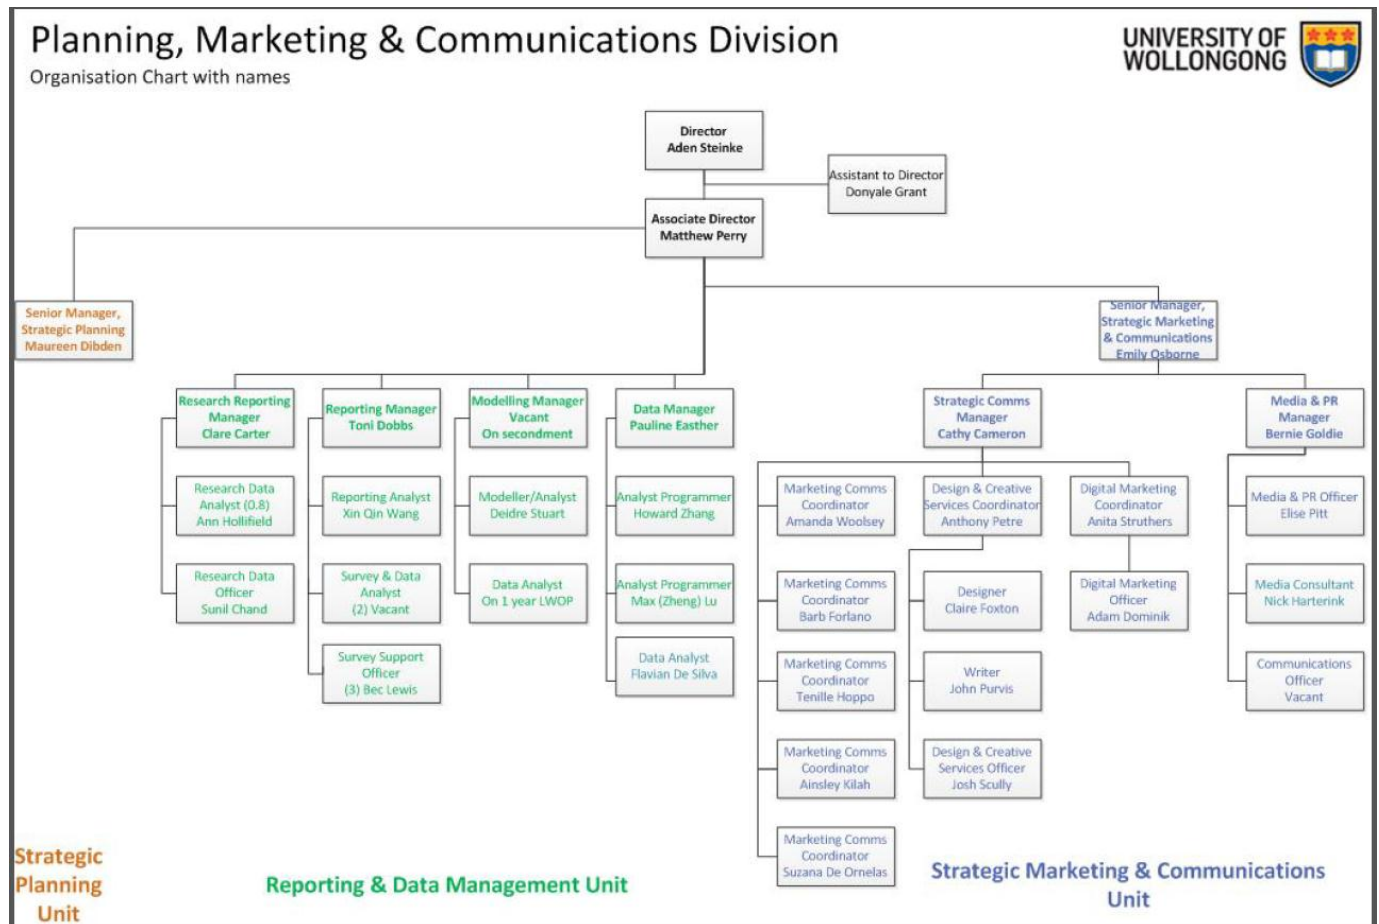 Planning, Marketing & Communications Division
Organisation Chart with names
UNIVERSITY OF
WOLLONGONG
Director
Aden Steinke
Assistant to Director
Donyale Grant
Associate Director
Matthew Perry
Senior Manager,
Strategic Planning
Maureen Dibden
Senior Manager,
Strategic Marketing
& Communications
Emily Osborne
Research Reporting
Manager
Clare Carter
Reporting Manager
Toni Dobbs
Modelling Manager
Vacant
On secondment
Data Manager
Pauline Easther
Strategic Comms
Manager
Cathy Cameron
Media & PR
Manager
Bernie Goldie
Research Data
Analyst (0.8)
Ann Hollifield
Reporting Analyst
Xin Qin Wang
Modeller/Analyst
Deidre Stuart
Analyst Programmer
Howard Zhang
Marketing Comms
Coordinator
Amanda Woolsey
Design & Creative
Services Coordinator
Anthony Petre
Digital Marketing
Coordinator
Anita Struthers
Media & PR Officer
Elise Pitt
Research Data
Officer
Sunil Chand
Survey & Data
Analyst
(2) Vacant
Data Analyst
On 1 year LWOP
Analyst Programmer
Max (Zheng) Lu
Marketing Comms
Coordinator
Barb Forlano
Designer
Claire Foxton
Digital Marketing
Officer
Adam Dominik
Media Consultant
Nick Harterink
Survey Support
Officer
(3) Bec Lewis
Data Analyst
Flavian De Silva
Marketing Comms
Coordinator
Tenille Hoppo
Writer
John Purvis
Communications
Officer
Vacant
Marketing Comms
Coordinator
Ainsley Kilah
Design & Creative
Services Officer
Josh Scully
Marketing Comms
Coordinator
Suzana De Ornelas
Strategic
Planning
Unit
Reporting & Data Management Unit
Strategic Marketing & Communications
Unit